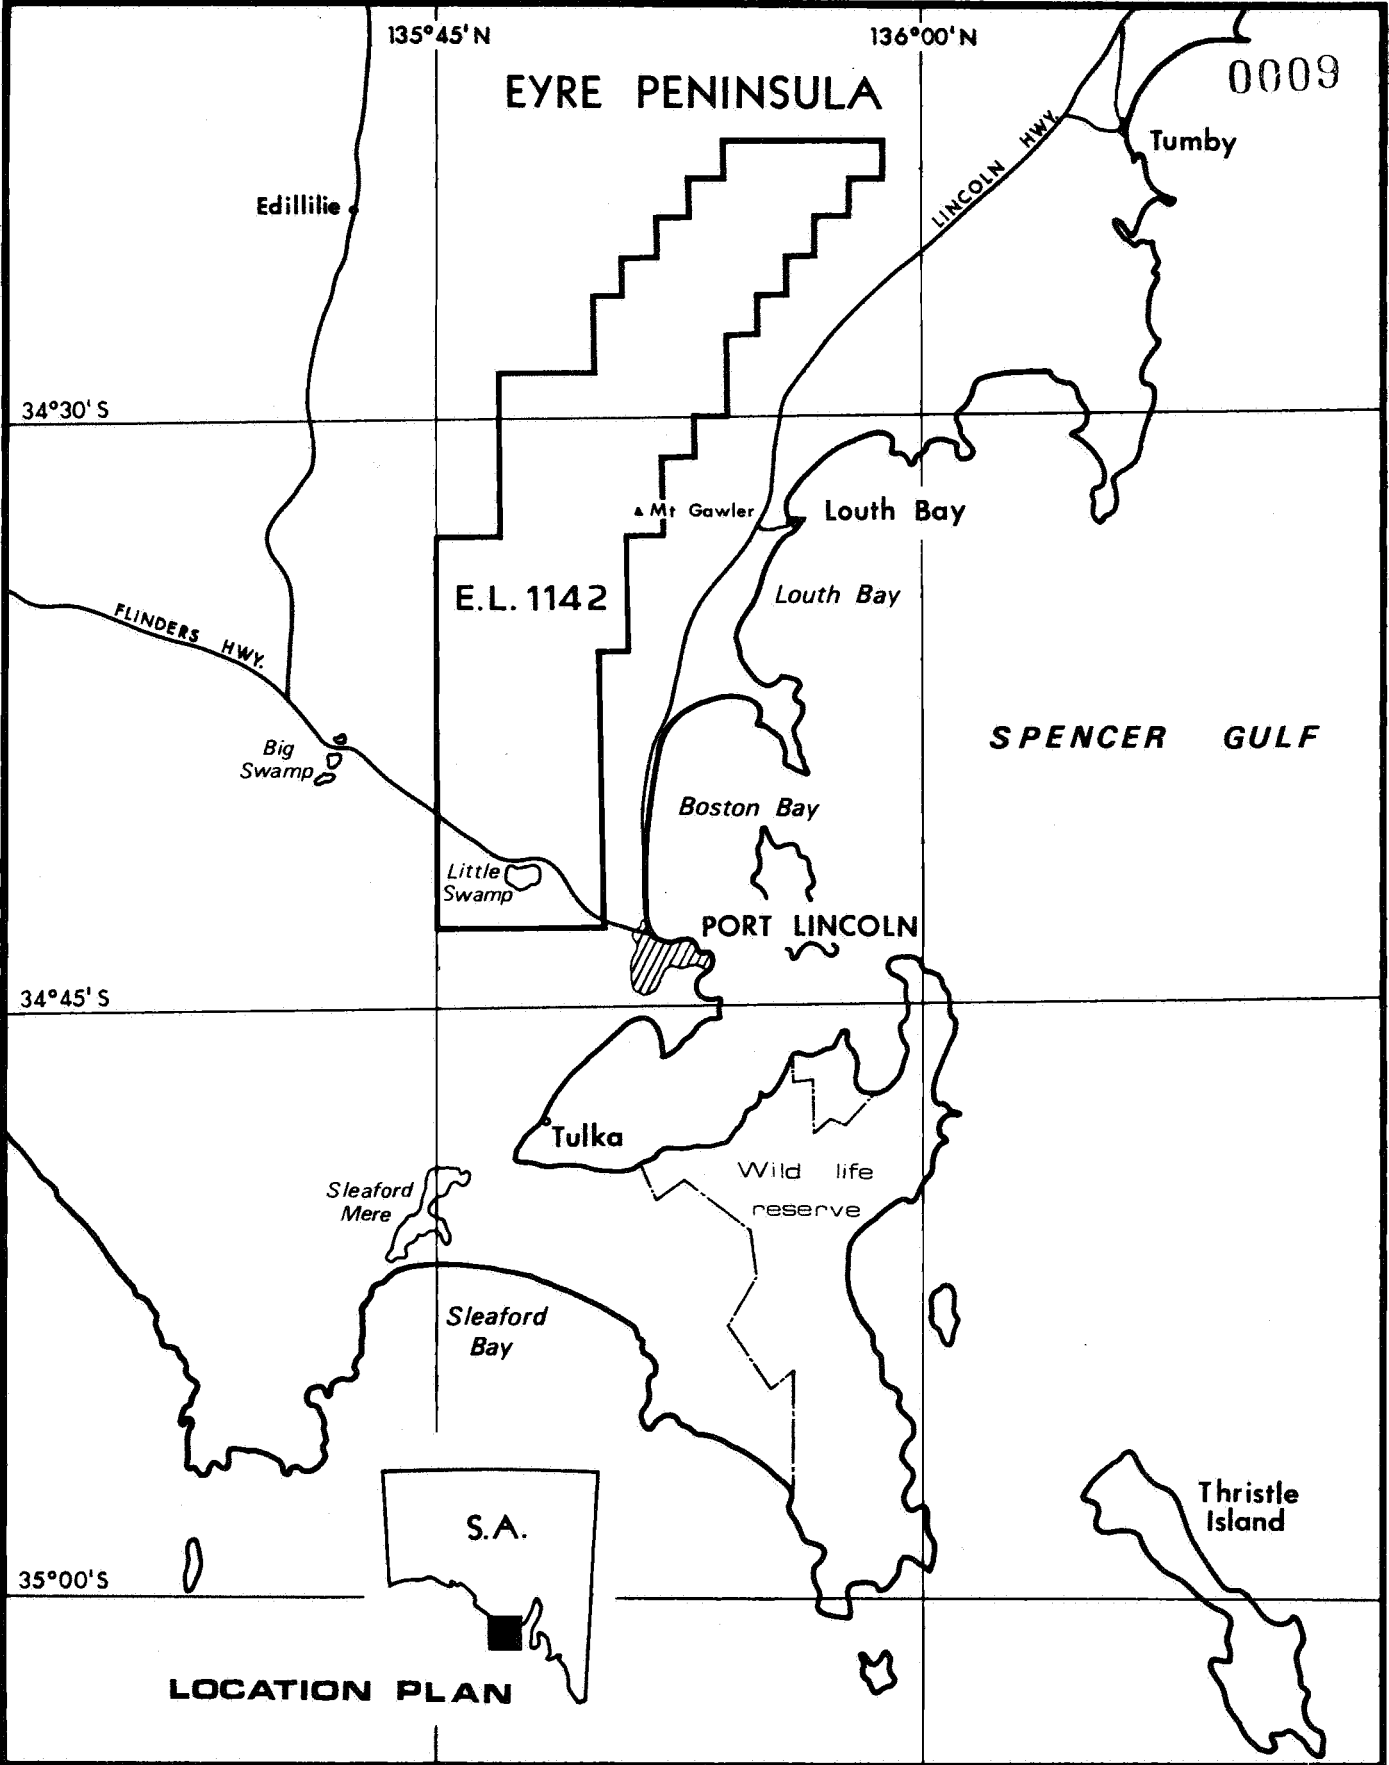 135°45'N
136°00'N
0009
EYRE PENINSULA
Tumby
LINCOLN HWY.
Edillilie
34°30'S
Mt Gawler
Louth Bay
E.L. 1142
Louth Bay
FLINDERS HWY.
SPENCER GULF
Big
Swamp
Boston Bay
Little
Swamp
PORT LINCOLN
34°45'S
Tulka
Wild life
reserve
Sleaford
Mere
Sleaford
Bay
Thristle
Island
S.A.
35°00'S
LOCATION PLAN